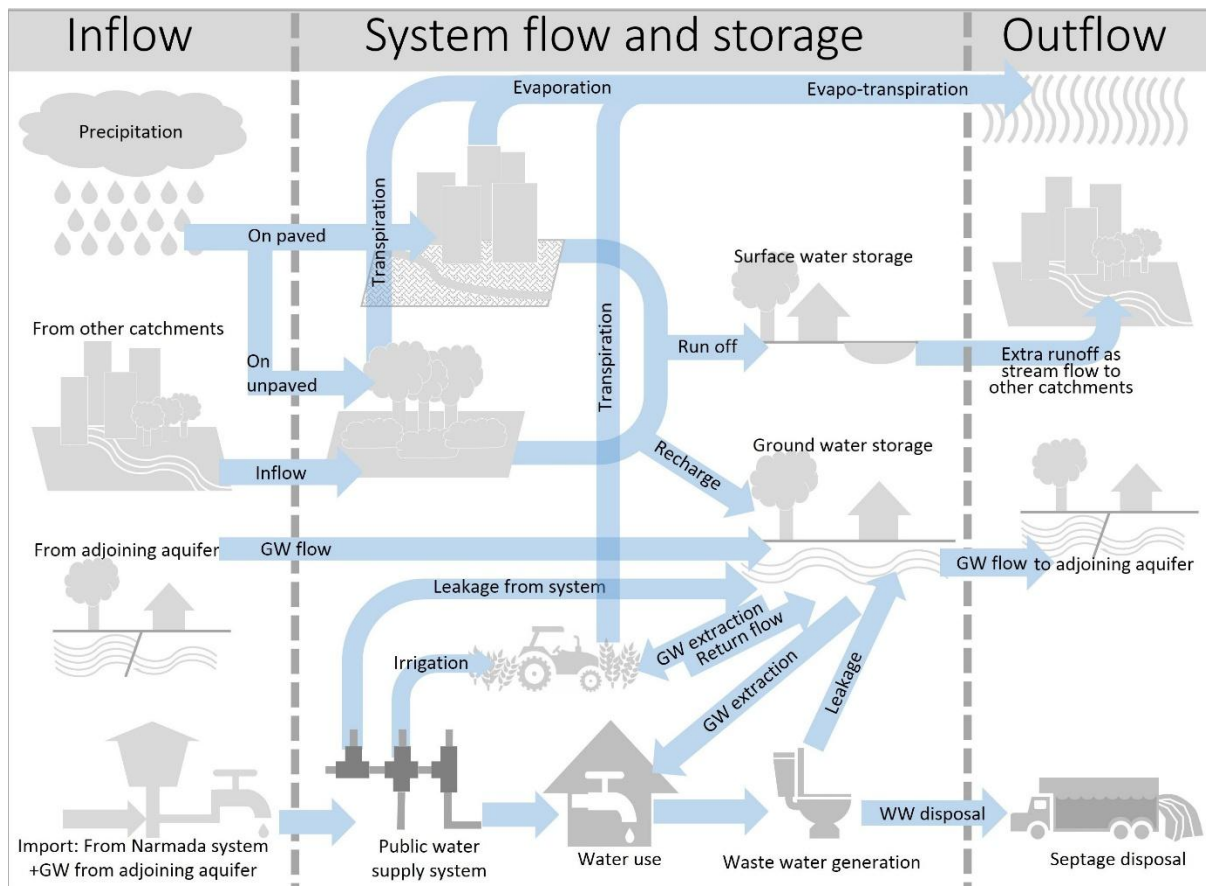 Inflow
System flow and storage
Outflow
Evaporation
Evapo-transpiration
Precipitation
Transpiration
On paved
Surface water storage
From other catchments
On
unpaved
Run off
Transpiration
Extra runoff as
stream flow to
other catchments
Inflow
Recharge
Ground water storage
From adjoining aquifer
GW flow
GW flow to adjoining aquifer
Leakage from system
GW extraction
Return flow
Irrigation
GW extraction
Leakage
WW disposal
Import: From Narmada system
+GW from adjoining aquifer
Public water
supply system
Water use
Waste water generation
Septage disposal